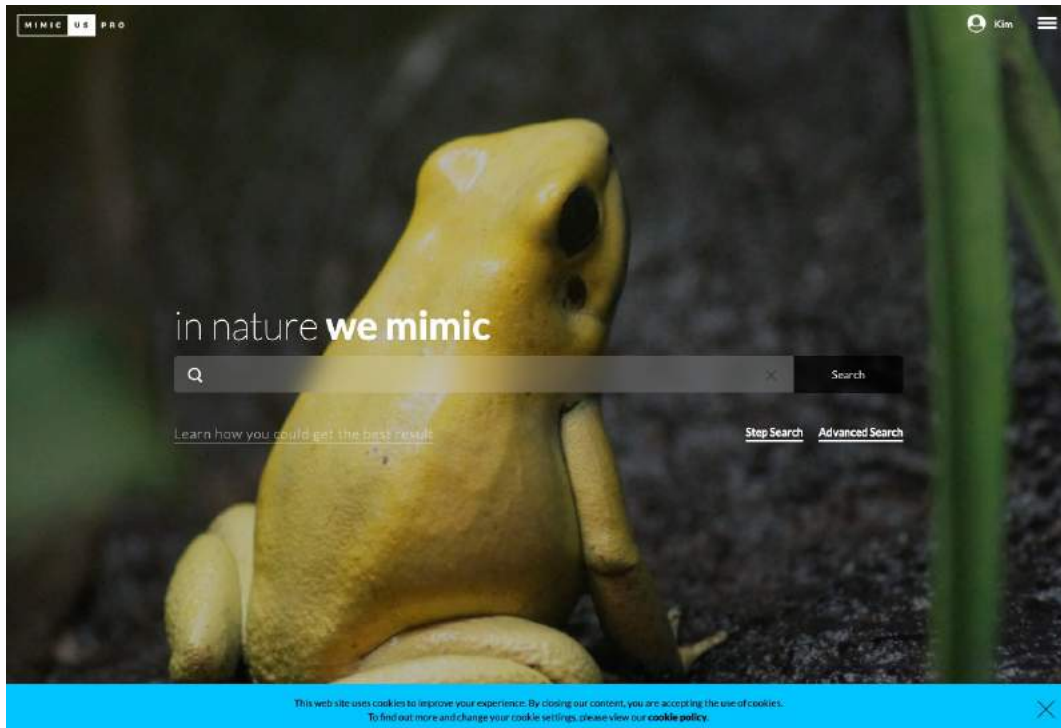 MIMIC US PRO
Kim
in nature we mimic
Search
Learn how you could get the best result
Step Search Advanced Search
This web site uses cookies to improve your experience. By closing our content, you are accepting the use of cookies.
To find out more and change your cookie settings, please view our cookie policy.